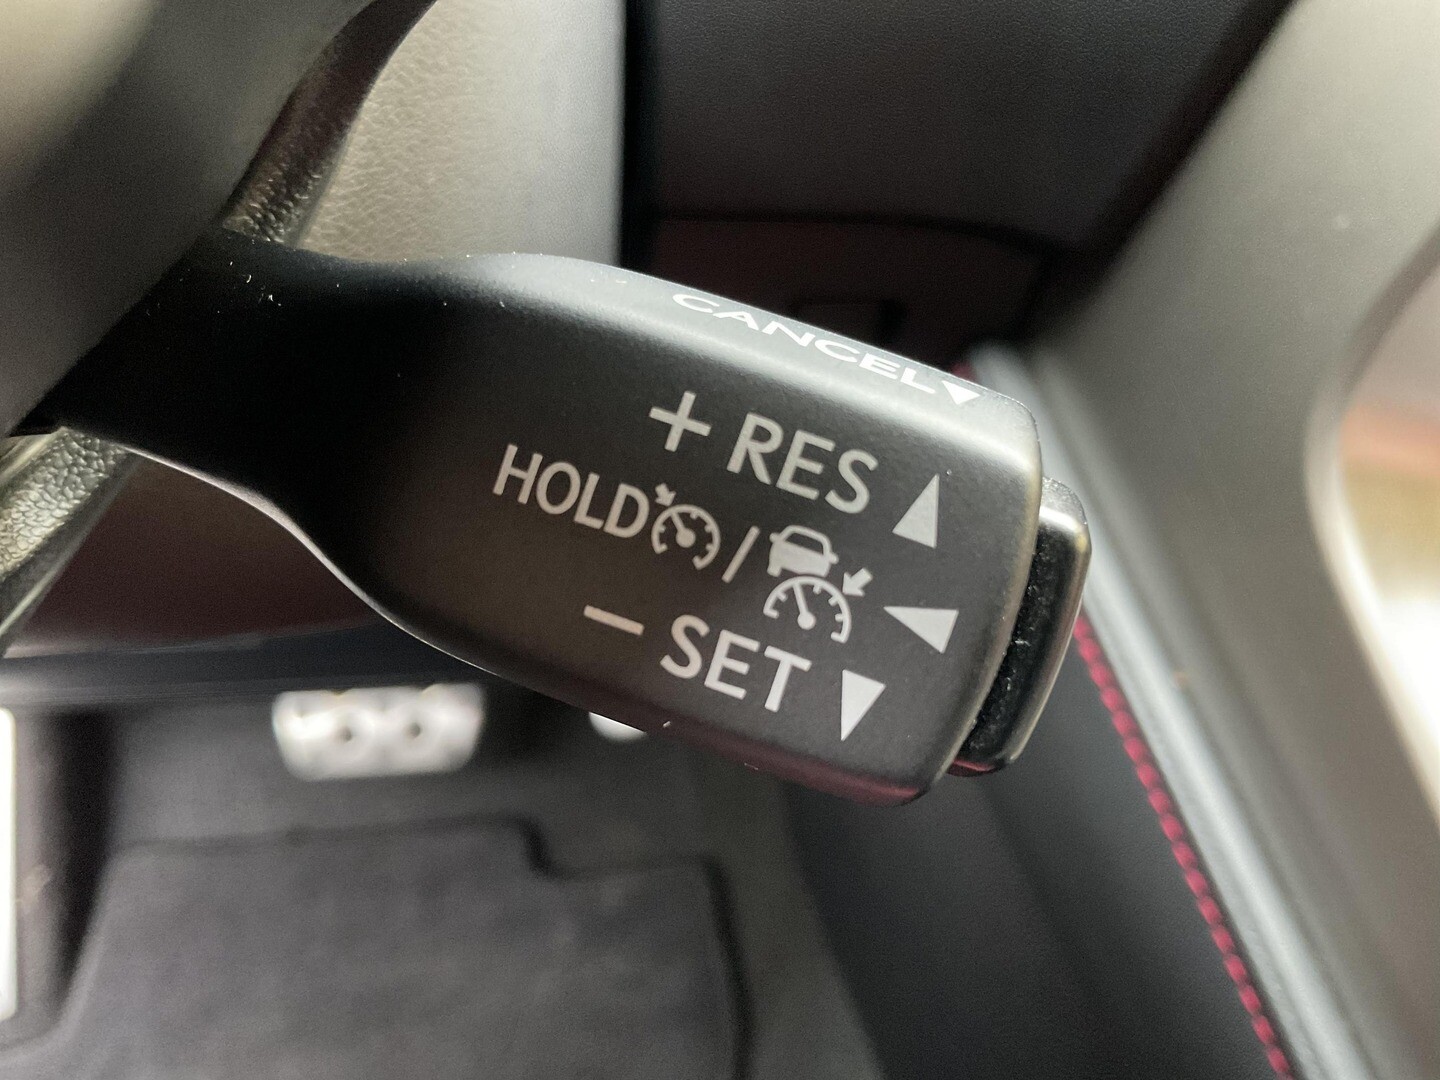 CANCEL
+ RES
HOLD /
− SET